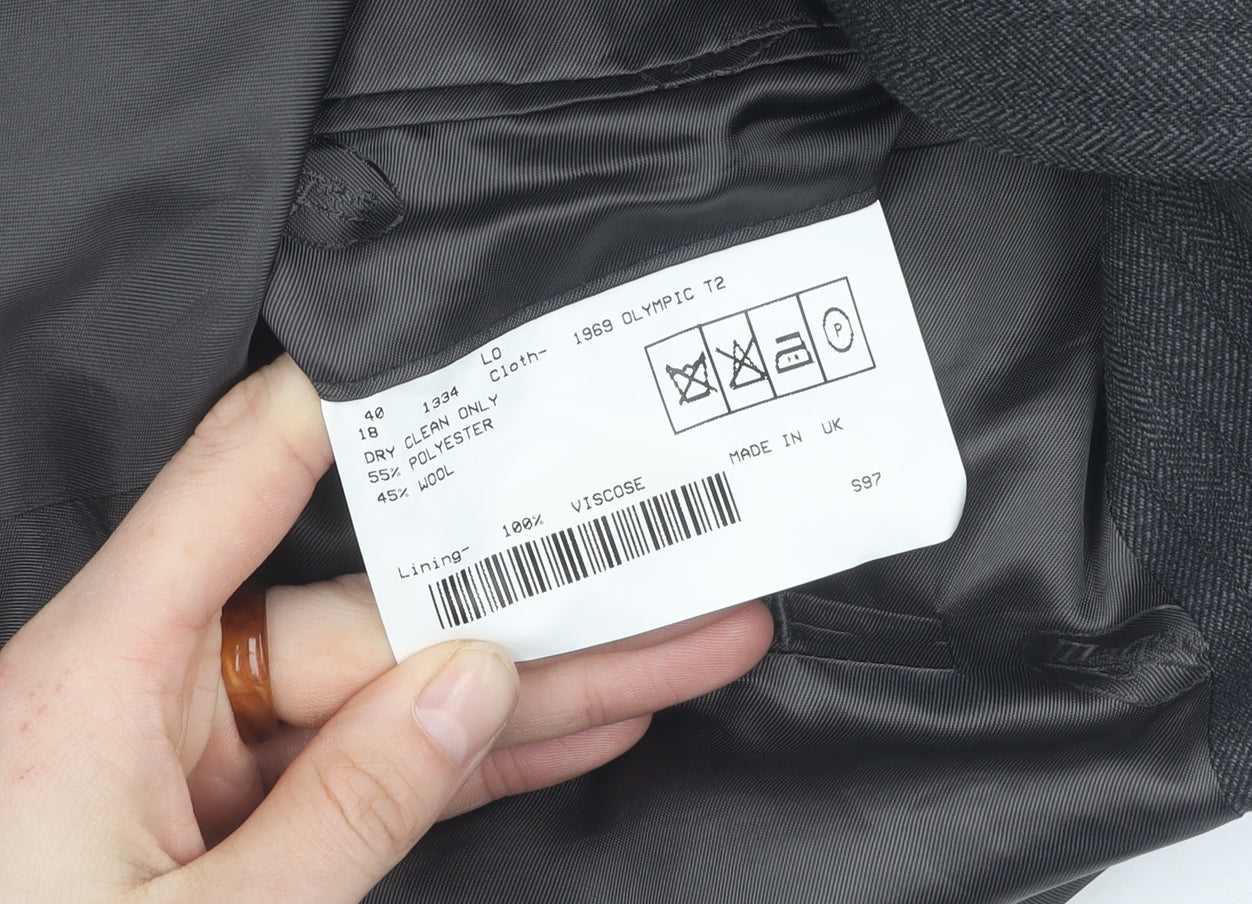 LO
Cloth- 1969 OLYMPIC T2
40 1334
18
DRY CLEAN ONLY
55% POLYESTER
45% WOOL
Lining- 100% VISCOSE
P
MADE IN UK
S97